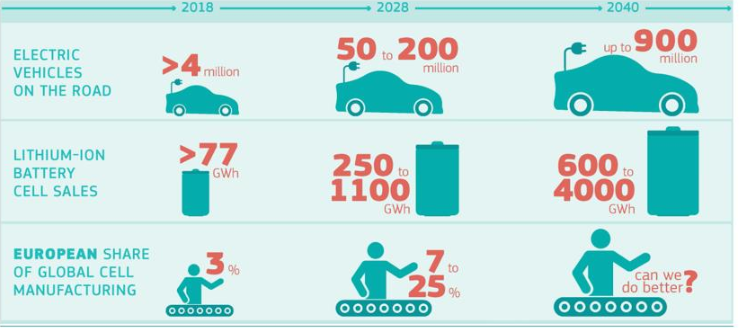 2018 2028 2040
ELECTRIC
VEHICLES
ON THE ROAD
>4 million
50 to 200
million
up to 900
million
LITHIUM-ION
BATTERY
CELL SALES
>77
GWh
250 to
1100
GWh
600 to
4000
GWh
EUROPEAN SHARE
OF GLOBAL CELL
MANUFACTURING
3 %
7 to
25 %
can we
do better?